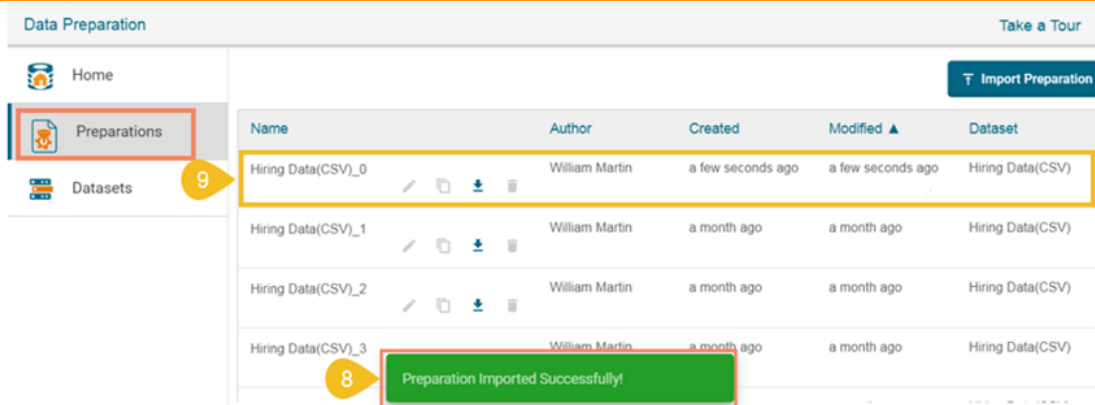 Data Preparation Take a Tour
Home
Import Preparation
Preparations
Name Author Created Modified ▲ Dataset
9 Hiring Data(CSV)_0 William Martin a few seconds ago a few seconds ago Hiring Data(CSV)
Datasets
Hiring Data(CSV)_1 William Martin a month ago a month ago Hiring Data(CSV)
Hiring Data(CSV)_2 William Martin a month ago a month ago Hiring Data(CSV)
Hiring Data(CSV)_3 William Martin a month ago a month ago Hiring Data(CSV)
8 Preparation Imported Successfully!